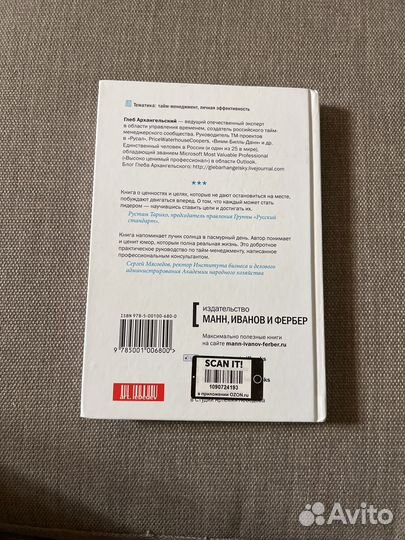 Тематика: тайм-менеджмент, личная эффективность
Глеб Архангельский — ведущий отечественный эксперт
в области управления временем, создатель российского тайм-
менеджерского сообщества. Руководитель ТМ-проектов
в «Русал», PriceWaterhouseCoopers, «Вимм-Билль-Данн» и др.
Единственный человек в России (и один из 25 в мире),
обладающий званием Microsoft Most Valuable Professional
(«Высоко ценимый профессионал») в области Outlook.
Блог Глеба Архангельского: http://glebarhangelsky.livejournal.com
***
Книга о ценностях и целях, которые не дают остановиться на месте,
побуждают двигаться вперед. О том, что каждый может стать
лидером — научившись ставить цели и достигать их.
Рустам Тарико, председатель правления Группы «Русский
стандарт».
Книга напоминает лучик солнца в пасмурный день. Автор понимает
и ценит юмор, которым полна реальная жизнь. Это добротное
практическое руководство по тайм-менеджменту, написанное
профессиональным консультантом.
Сергей Мясоедов, ректор Института бизнеса и делового
администрирования Академии народного хозяйства
ISBN 978-5-00100-680-0
9785001006800
издательство
МАНН, ИВАНОВ И ФЕРБЕР
Максимально полезные книги
на сайте mann-ivanov-ferber.ru
SCAN IT!
1090724193
в приложении OZON.ru
Avito